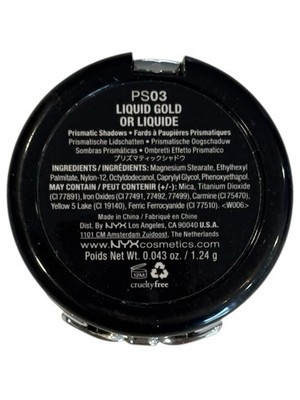 PS03
LIQUID GOLD
OR LIQUIDE
Prismatic Shadows • Fards à Paupières Prismatiques
Prismatische Lidschatten • Prismatische Oogschaduw
Sombras Prismáticas • Ombretti Effetto Prismatico
プリズマティックシャドウ
INGREDIENTS / INGRÉDIENTS: Magnesium Stearate, Ethylhexyl
Palmitate, Nylon-12, Octyldodecanol, Caprylyl Glycol, Phenoxyethanol.
MAY CONTAIN / PEUT CONTENIR (+/-): Mica, Titanium Dioxide
(CI 77891), Iron Oxides (CI 77491, 77492, 77499), Carmine (CI 75470),
Yellow 5 Lake (CI 19140), Ferric Ferrocyanide (CI 77510). <W006>
Made in China / Fabriqué en Chine
Dist. By NYX Los Angeles, CA 90040 U.S.A.
1101 CM Amsterdam Zuidoost, The Netherlands
www.NYXcosmetics.com
Poids Net Wt. 0.043 oz. / 1.24 g
12M
crueltyfree